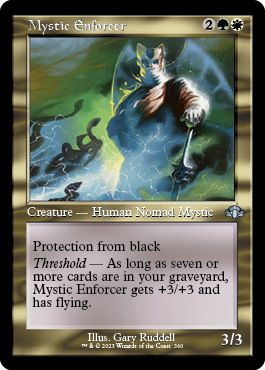 Mystic Enforcer 2
Creature — Human Nomad Mystic
Protection from black
Threshold — As long as seven or
more cards are in your graveyard,
Mystic Enforcer gets +3/+3 and
has flying.
Illus. Gary Ruddell
™ & © 2023 Wizards of the Coast 360
3/3